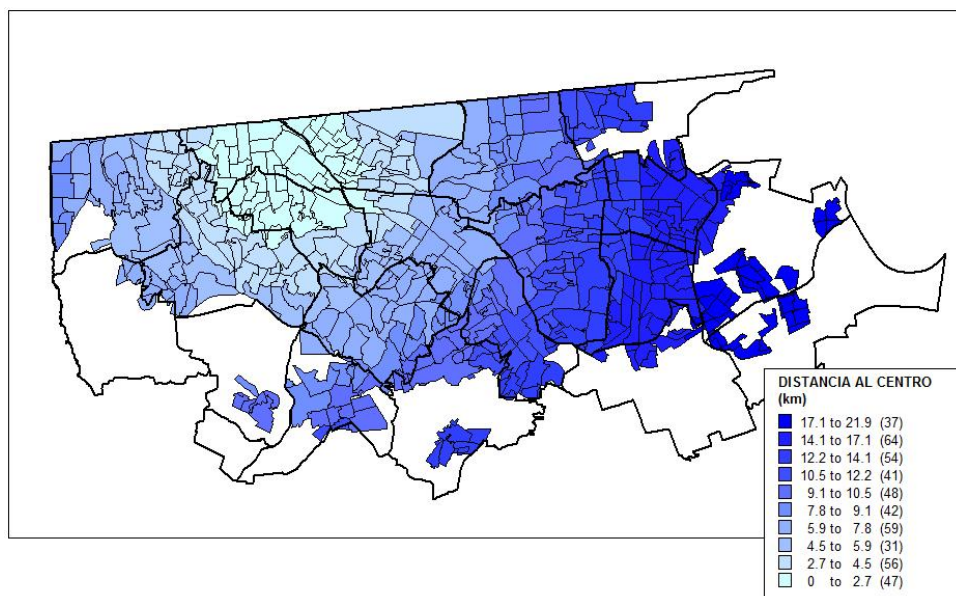 DISTANCIA AL CENTRO
(km)
17.1 to 21.9 (37)
14.1 to 17.1 (64)
12.2 to 14.1 (54)
10.5 to 12.2 (41)
9.1 to 10.5 (48)
7.8 to 9.1 (42)
5.9 to 7.8 (59)
4.5 to 5.9 (31)
2.7 to 4.5 (56)
0 to 2.7 (47)